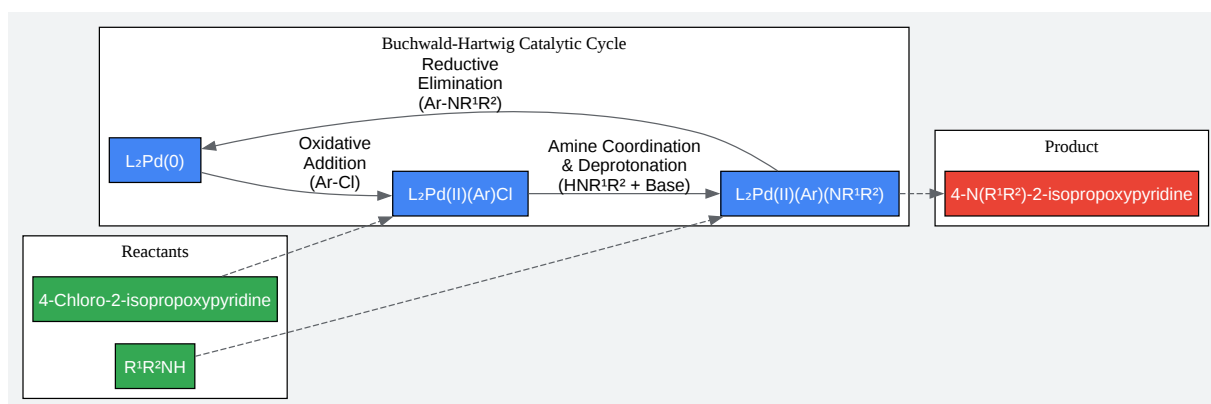 Buchwald-Hartwig Catalytic Cycle
Reductive
Elimination
(Ar-NR¹R²)
L₂Pd(0)
Oxidative
Addition
(Ar-Cl)
L₂Pd(II)(Ar)Cl
Amine Coordination
& Deprotonation
(HNR¹R² + Base)
L₂Pd(II)(Ar)(NR¹R²)
Product
4-N(R¹R²)-2-isopropoxypyridine
Reactants
4-Chloro-2-isopropoxypyridine
R¹R²NH